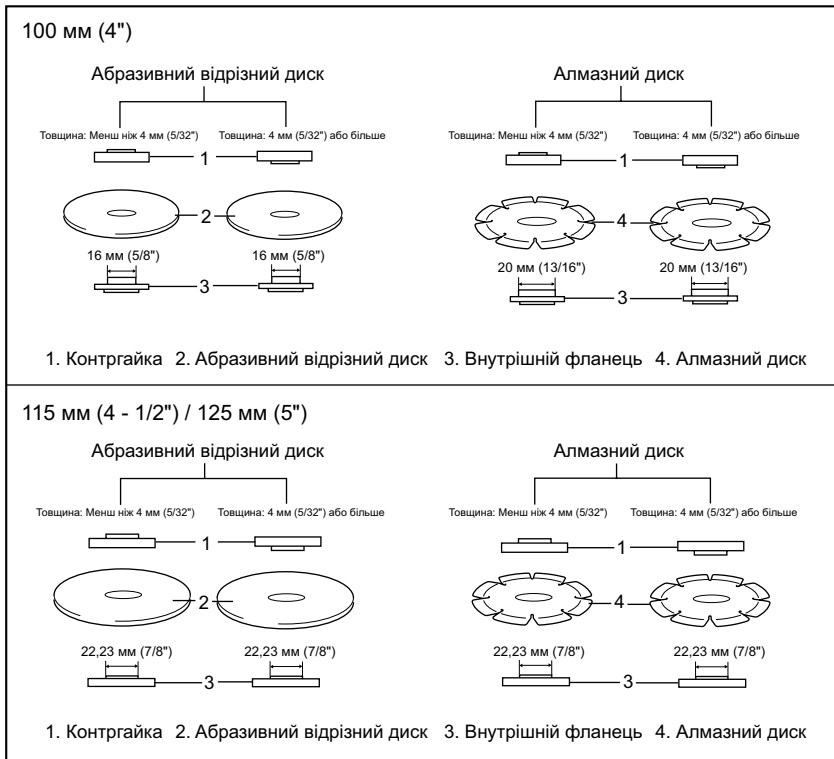 100 мм (4")
Абразивний відрізний диск
Алмазний диск
Товщина: Менш ніж 4 мм (5/32")
Товщина: 4 мм (5/32") або більше
Товщина: Менш ніж 4 мм (5/32")
Товщина: 4 мм (5/32") або більше
1
1
2
4
16 мм (5/8")
16 мм (5/8")
20 мм (13/16")
20 мм (13/16")
3
3
1. Контргайка 2. Абразивний відрізний диск 3. Внутрішній фланець 4. Алмазний диск
115 мм (4 - 1/2") / 125 мм (5")
Абразивний відрізний диск
Алмазний диск
Товщина: Менш ніж 4 мм (5/32")
Товщина: 4 мм (5/32") або більше
Товщина: Менш ніж 4 мм (5/32")
Товщина: 4 мм (5/32") або більше
1
1
2
4
22,23 мм (7/8")
22,23 мм (7/8")
22,23 мм (7/8")
22,23 мм (7/8")
3
3
1. Контргайка 2. Абразивний відрізний диск 3. Внутрішній фланець 4. Алмазний диск